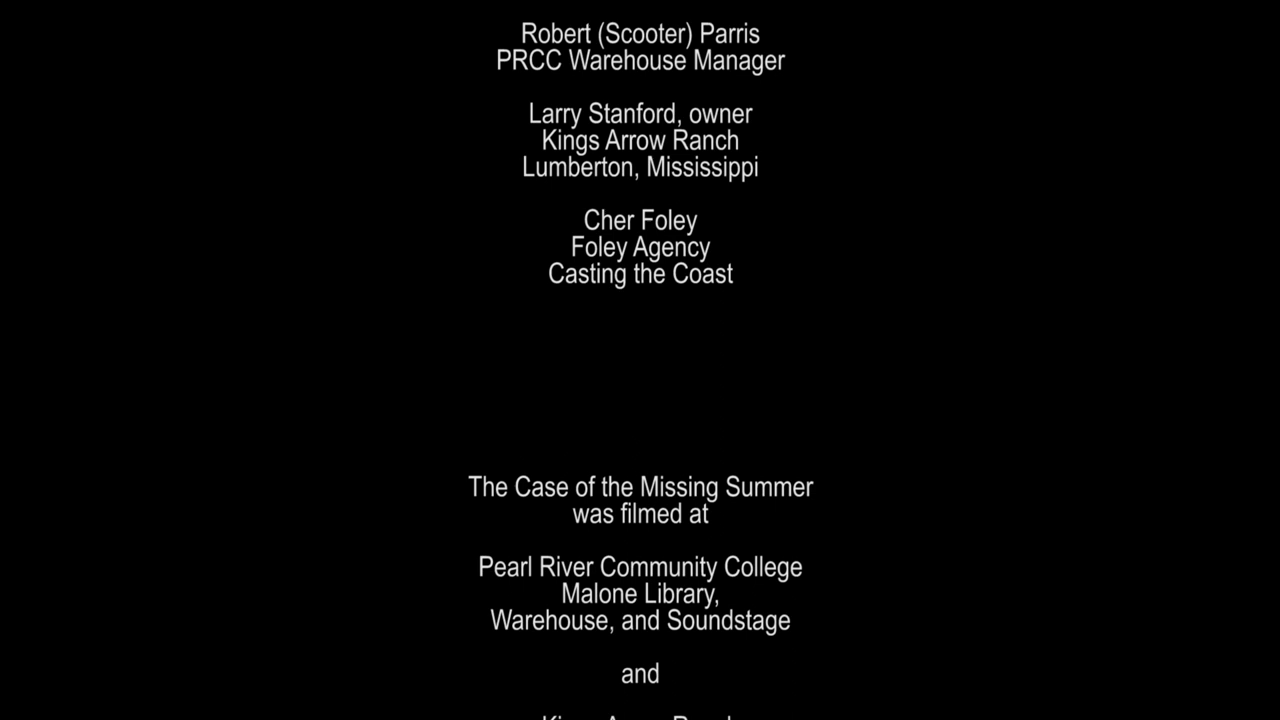 Robert (Scooter) Parris
PRCC Warehouse Manager
Larry Stanford, owner
Kings Arrow Ranch
Lumberton, Mississippi
Cher Foley
Foley Agency
Casting the Coast
The Case of the Missing Summer
was filmed at
Pearl River Community College
Malone Library,
Warehouse, and Soundstage
and